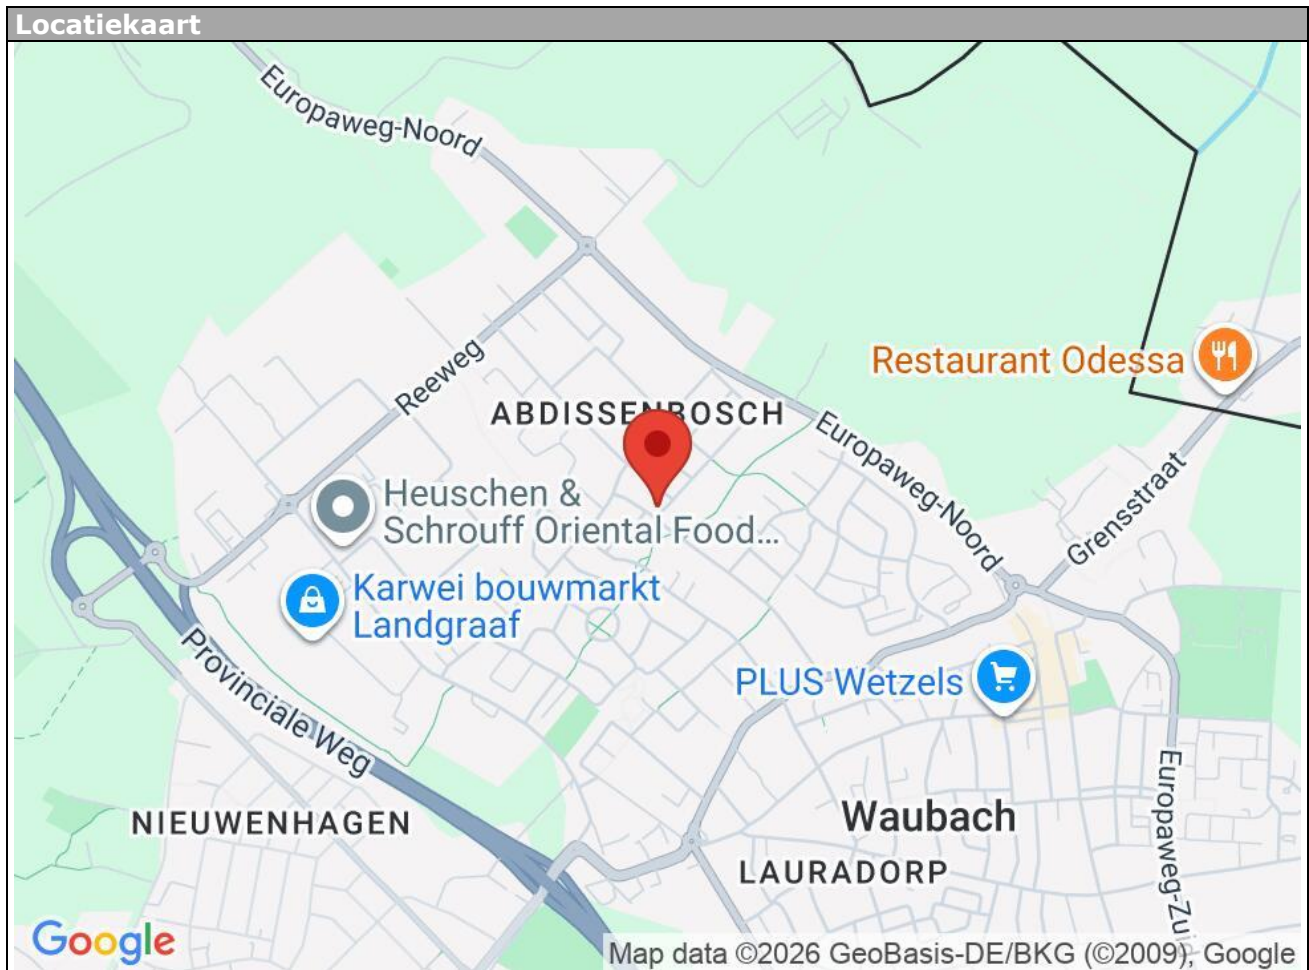 Locatiekaart
Europaweg-Noord
Reeweg
Restaurant Odessa
ABDISSENBOSCH
Europaweg-Noord
Grensstraat
Heuschen &
Schrouff Oriental Food...
Karwei bouwmarkt
Landgraaf
Provinciale Weg
PLUS Wetzels
Europaweg-Zuid
NIEUWENHAGEN
Waubach
LAURADORP
Google
Map data ©2026 GeoBasis-DE/BKG (©2009), Google